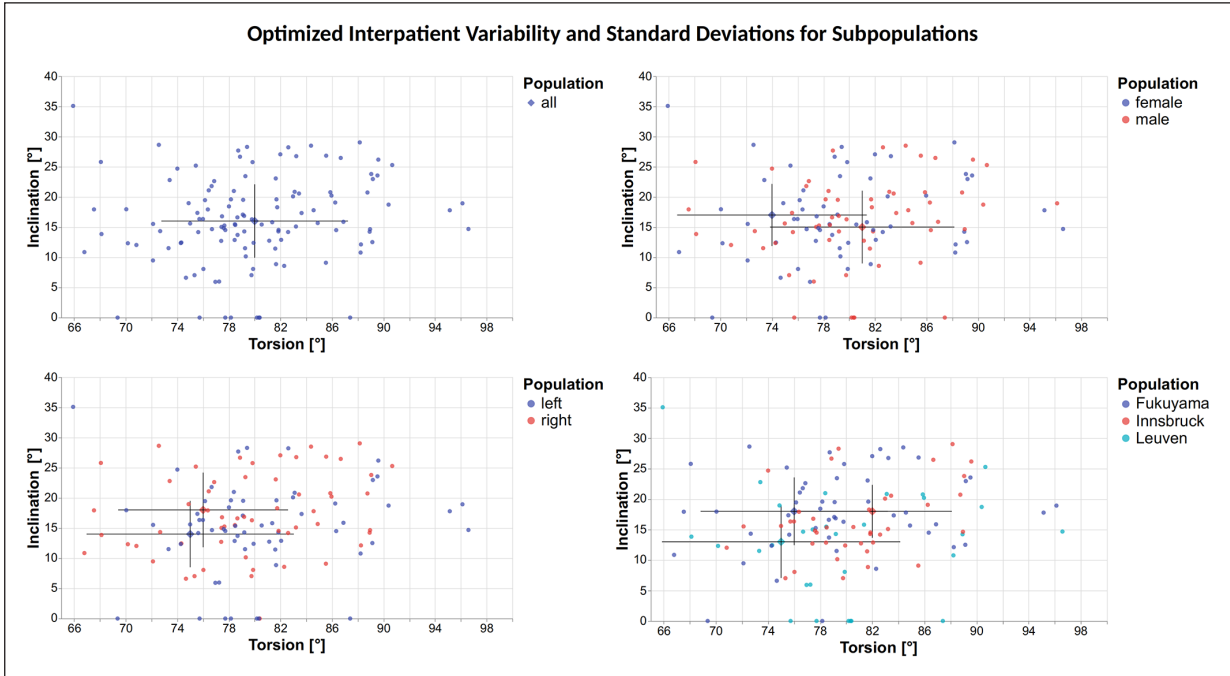 Optimized Interpatient Variability and Standard Deviations for Subpopulations
40
35
30
25
20
15
10
5
0
Inclination [°]
66 70 74 78 82 86 90 94 98
Torsion [°]
Population
all
40
35
30
25
20
15
10
5
0
Inclination [°]
66 70 74 78 82 86 90 94 98
Torsion [°]
Population
female
male
40
35
30
25
20
15
10
5
0
Inclination [°]
66 70 74 78 82 86 90 94 98
Torsion [°]
Population
left
right
40
35
30
25
20
15
10
5
0
Inclination [°]
66 70 74 78 82 86 90 94 98
Torsion [°]
Population
Fukuyama
Innsbruck
Leuven